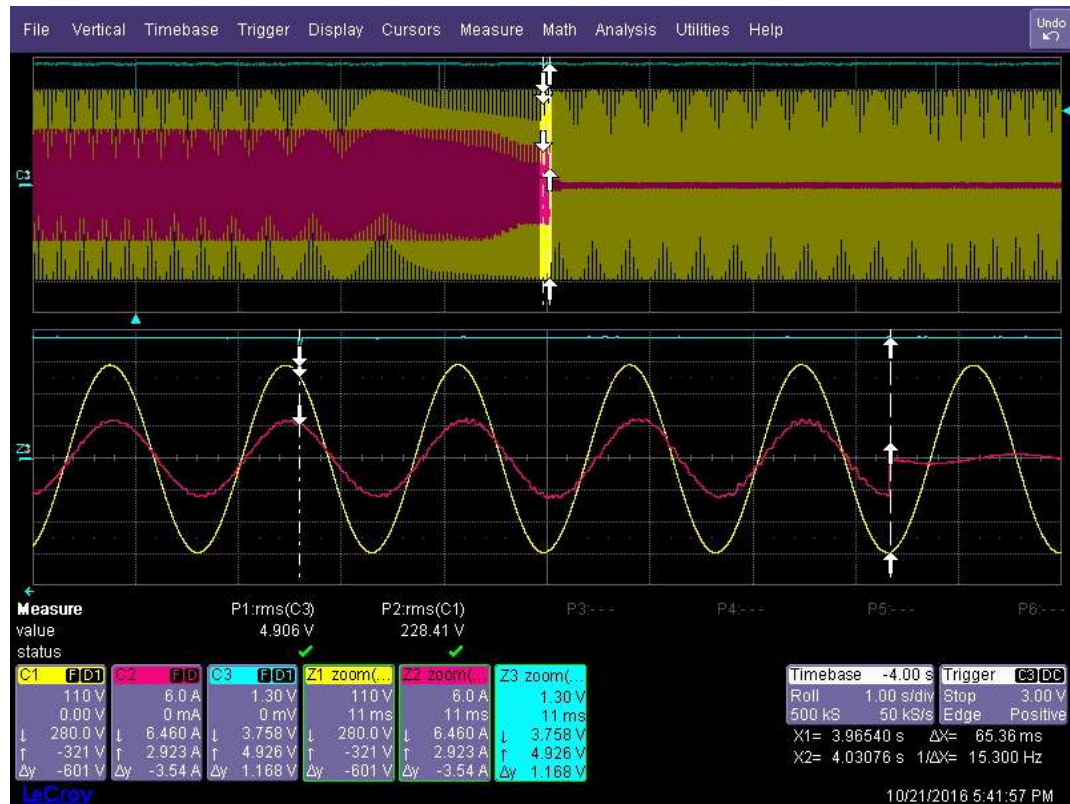 File Vertical Timebase Trigger Display Cursors Measure Math Analysis Utilities Help Undo
C3
Z3
Measure P1:rms(C3) P2:rms(C1) P3:--- P4:--- P5:--- P6:---
value 4.906 V 228.41 V
status
C1 F D1 C2 F D C3 F D1 Z1 zoom(... Z2 zoom(... Z3 zoom(...
110 V 6.0 A 1.30 V 110 V 6.0 A 1.30 V
0.00 V 0 mA 0 mV 11 ms 11 ms 11 ms
↓ 280.0 V ↓ 6.460 A ↓ 3.758 V ↓ 280.0 V ↓ 6.460 A ↓ 3.758 V
↑ -321 V ↑ 2.923 A ↑ 4.926 V ↑ -321 V ↑ 2.923 A ↑ 4.926 V
Δy -601 V Δy -3.54 A Δy 1.168 V Δy -601 V Δy -3.54 A Δy 1.168 V
Timebase -4.00 s Trigger C3 DC
Roll 1.00 s/div Stop 3.00 V
500 kS 50 kS/s Edge Positive
X1= 3.96540 s ΔX= 65.36 ms
X2= 4.03076 s 1/ΔX= 15.300 Hz
LeCroy 10/21/2016 5:41:57 PM